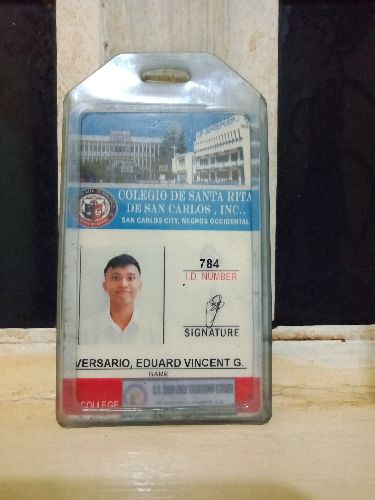 COLEGIO DE SANTA RITA
DE SAN CARLOS , INC.,
SAN CARLOS CITY, NEGROS OCCIDENTAL
784
I.D. NUMBER
SIGNATURE
VERSARIO, EDUARD VINCENT G.
NAME
COLLEGE